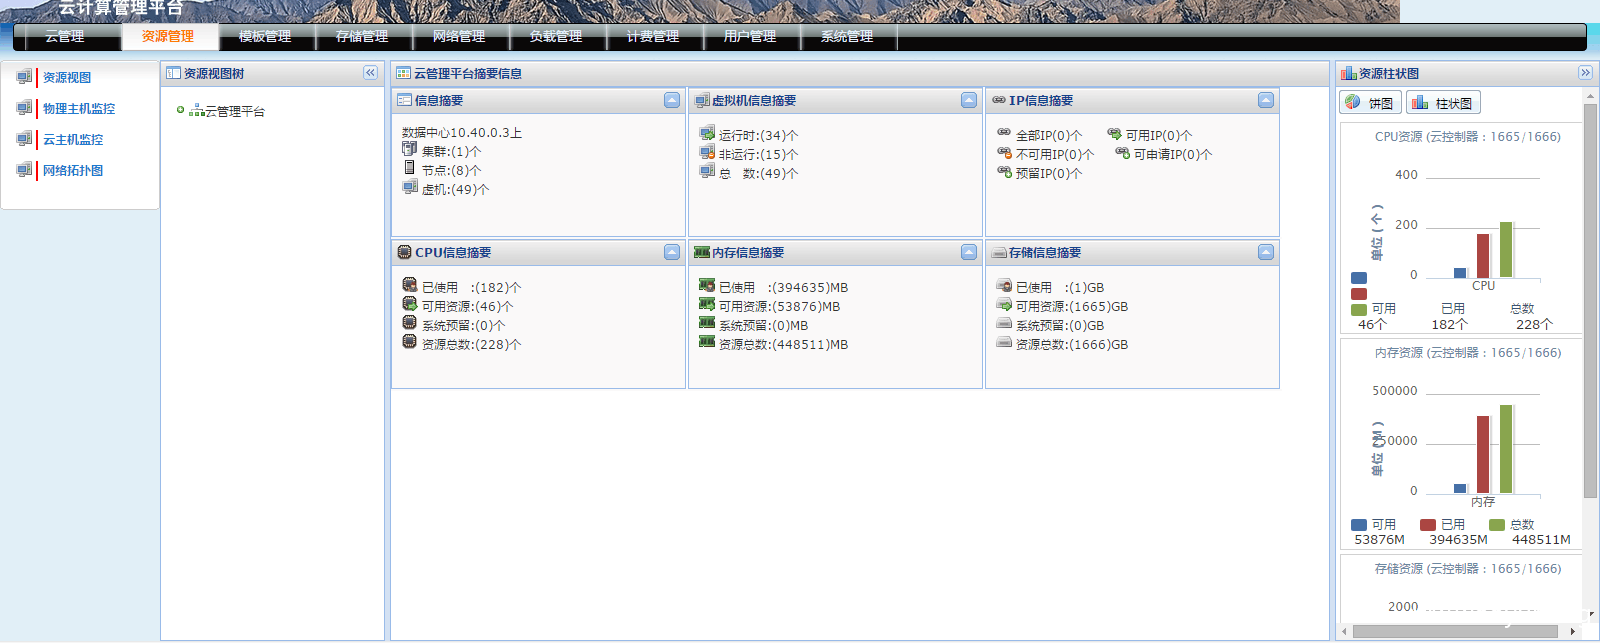 云计算管理平台
云管理 资源管理 模板管理 存储管理 网络管理 负载管理 计费管理 用户管理 系统管理
资源视图
物理主机监控
云主机监控
网络拓扑图
资源视图树
云管理平台
云管理平台摘要信息
信息摘要
数据中心10.40.0.3上
集群:(1)个
节点:(8)个
虚机:(49)个
虚拟机信息摘要
运行时:(34)个
非运行:(15)个
总 数:(49)个
IP信息摘要
全部IP(0)个 可用IP(0)个
不可用IP(0)个 可申请IP(0)个
预留IP(0)个
CPU信息摘要
已使用 :(182)个
可用资源:(46)个
系统预留:(0)个
资源总数:(228)个
内存信息摘要
已使用 :(394635)MB
可用资源:(53876)MB
系统预留:(0)MB
资源总数:(448511)MB
存储信息摘要
已使用 :(1)GB
可用资源:(1665)GB
系统预留:(0)GB
资源总数:(1666)GB
资源柱状图
饼图 柱状图
CPU资源 (云控制器：1665/1666)
400
200
0
单位 (个)
CPU
可用 已用 总数
46个 182个 228个
内存资源 (云控制器：1665/1666)
500000
250000
0
单位 (M)
内存
可用 已用 总数
53876M 394635M 448511M
存储资源 (云控制器：1665/1666)
2000